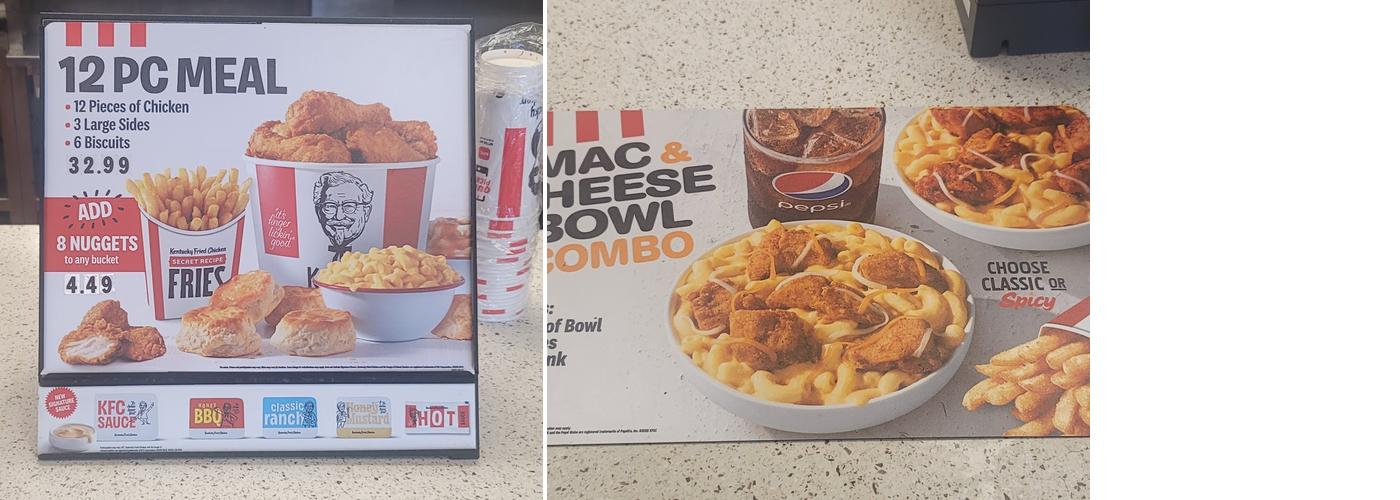 12 PC MEAL
• 12 Pieces of Chicken
• 3 Large Sides
• 6 Biscuits
32.99
ADD
8 NUGGETS
to any bucket
4.49
Kentucky Fried Chicken
SECRET RECIPE
FRIES
it's
finger
lickin'
good
K
NEW
SIGNATURE
SAUCE
KFC
SAUCE
HONEY
BBQ
classic
ranch
Honey
Mustard
HOT
MAC &
HEESE
BOWL
COMBO
of Bowl
pepsi
CHOOSE
CLASSIC OR
Spicy